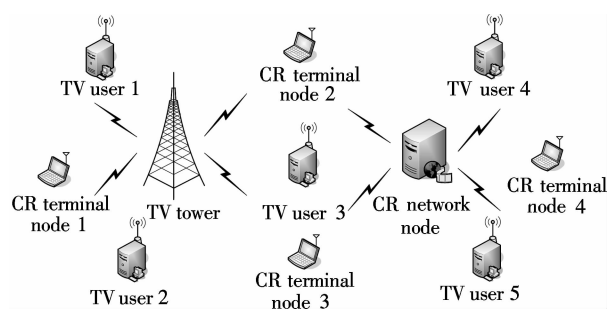 TV user 1
CR terminal
node 2
TV user 4
CR terminal
node 1
TV tower
TV user 3
CR network
node
CR terminal
node 4
TV user 2
CR terminal
node 3
TV user 5